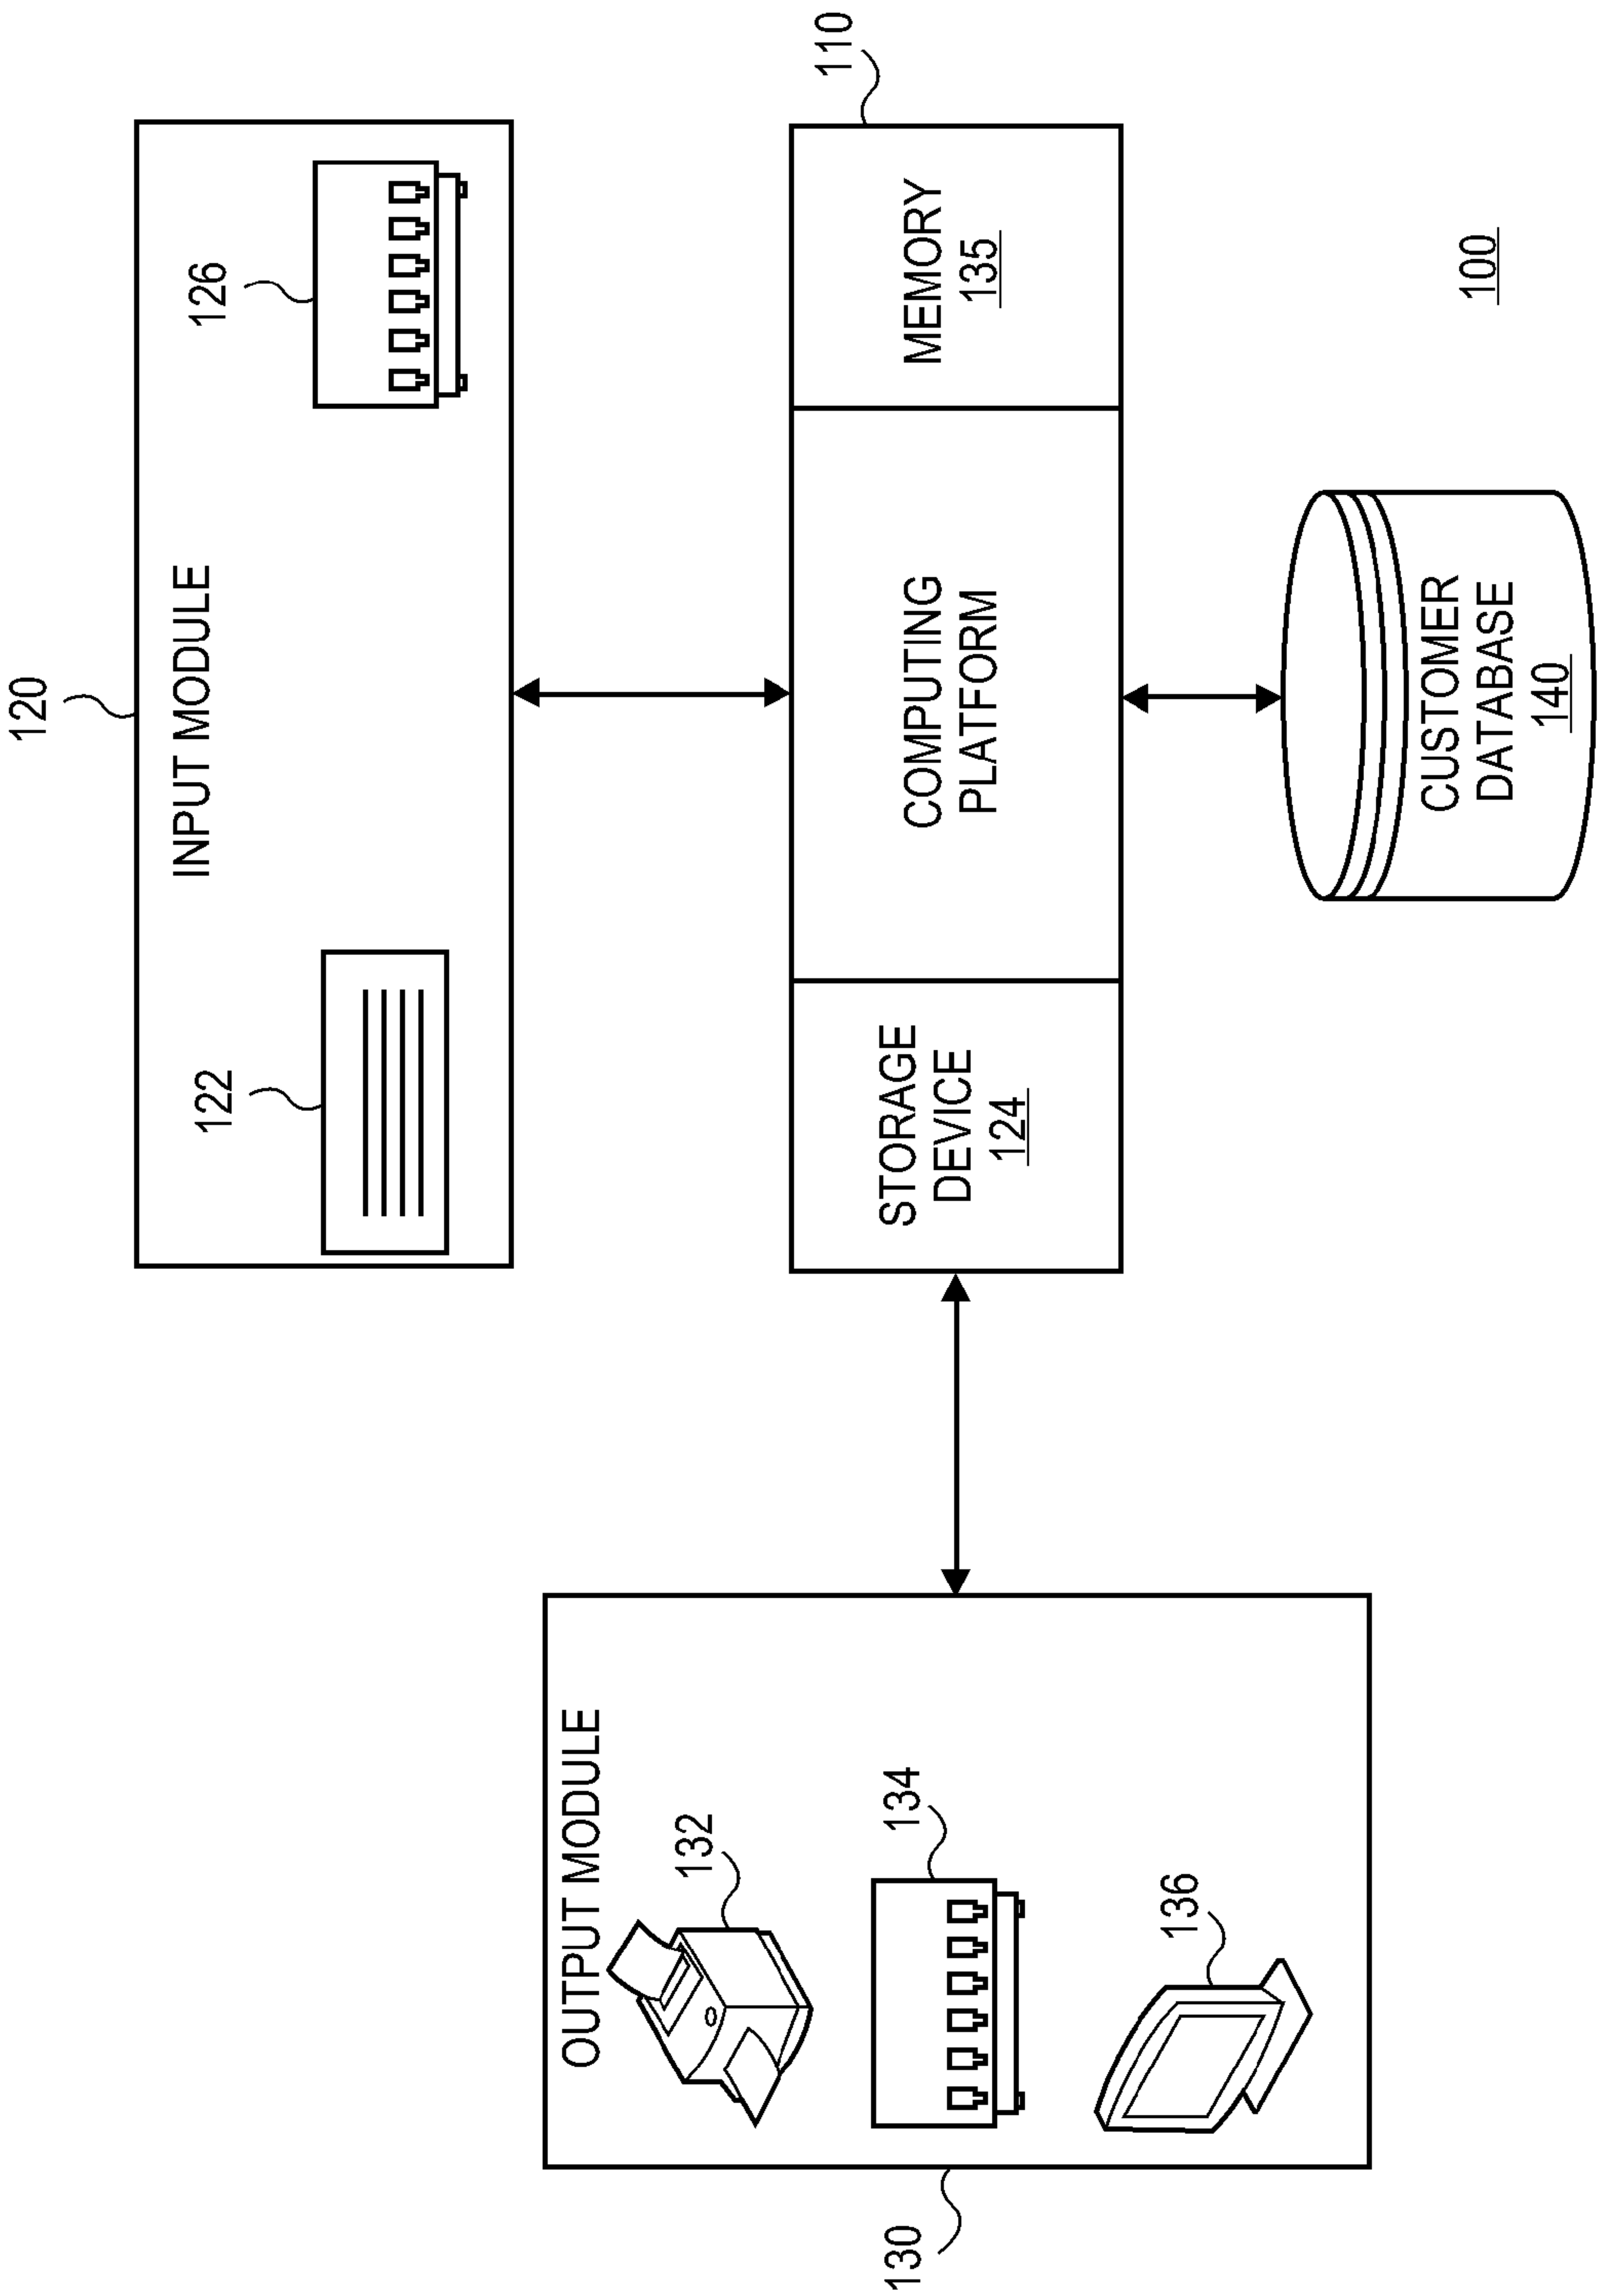 120
INPUT MODULE
122
126
110
STORAGE
DEVICE
124
COMPUTING
PLATFORM
MEMORY
135
OUTPUT MODULE
132
134
136
130
CUSTOMER
DATABASE
140
100